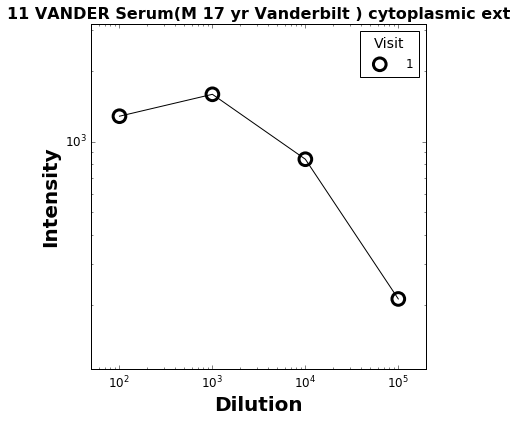 11 VANDER Serum(M 17 yr Vanderbilt ) cytoplasmic ext
Visit
1
10³
Intensity
10² 10³ 10⁴ 10⁵
Dilution